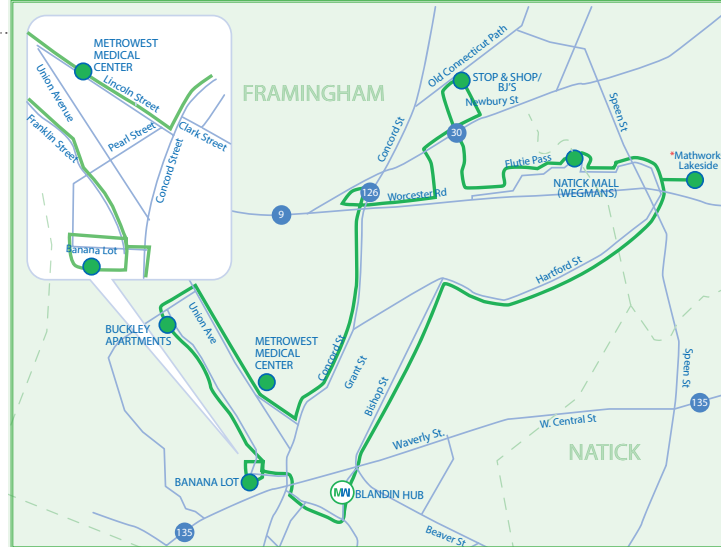 METROWEST
MEDICAL
CENTER
Lincoln Street
Union Avenue
Franklin Street
Pearl Street
Clark Street
Concord Street
Banana Lot
FRAMINGHAM
Old Connecticut Path
STOP & SHOP/
BJ'S
Newbury St
Concord St
30
Speen St
Flutie Pass
*Mathwork
Lakeside
NATICK MALL
(WEGMANS)
126
Worcester Rd
9
Hartford St
BUCKLEY
APARTMENTS
Union Ave
METROWEST
MEDICAL
CENTER
Concord St
Grant St
Bishop St
Speen St
135
W. Central St
Waverly St.
NATICK
BANANA LOT
MW
BLANDIN HUB
135
Beaver St